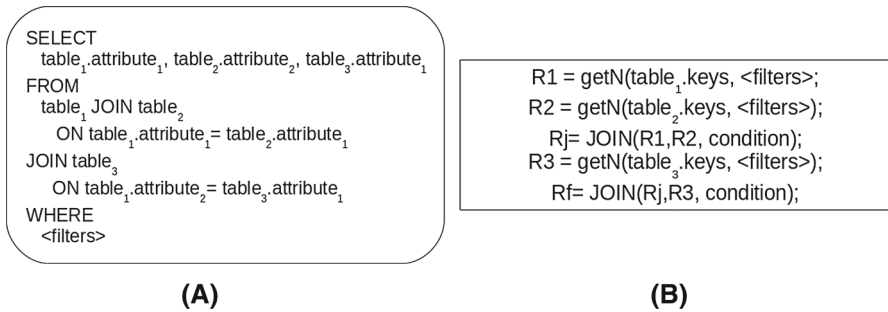 SELECT
table1.attribute1, table2.attribute2, table3.attribute1
FROM
table1 JOIN table2
ON table1.attribute1= table2.attribute1
JOIN table3
ON table1.attribute2= table3.attribute1
WHERE
<filters>
(A)
R1 = getN(table1.keys, <filters>;
R2 = getN(table2.keys, <filters>);
Rj= JOIN(R1,R2, condition);
R3 = getN(table3.keys, <filters>);
Rf= JOIN(Rj,R3, condition);
(B)